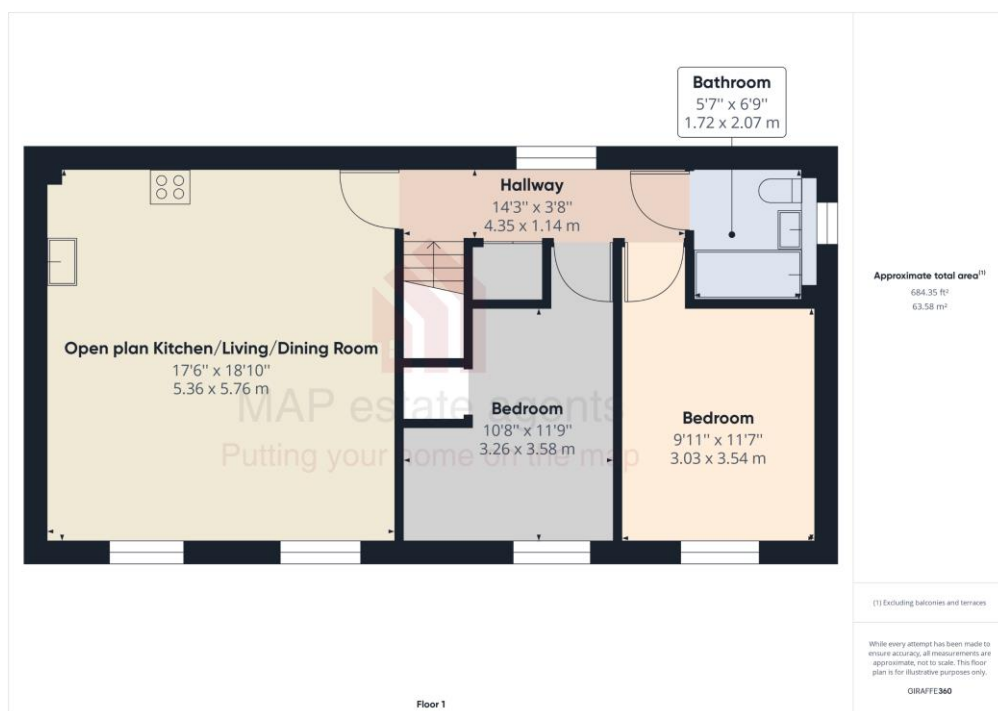 Bathroom
5'7" x 6'9"
1.72 x 2.07 m
Hallway
14'3" x 3'8"
4.35 x 1.14 m
Open plan Kitchen/Living/Dining Room
17'6" x 18'10"
5.36 x 5.76 m
Bedroom
10'8" x 11'9"
3.26 x 3.58 m
Bedroom
9'11" x 11'7"
3.03 x 3.54 m
MAP estate agents
Putting your home on the map
Floor 1
Approximate total area(1)
684.35 ft²
63.58 m²
(1) Excluding balconies and terraces
While every attempt has been made to
ensure accuracy, all measurements are
approximate, not to scale. This floor
plan is for illustrative purposes only.
GIRAFFE360